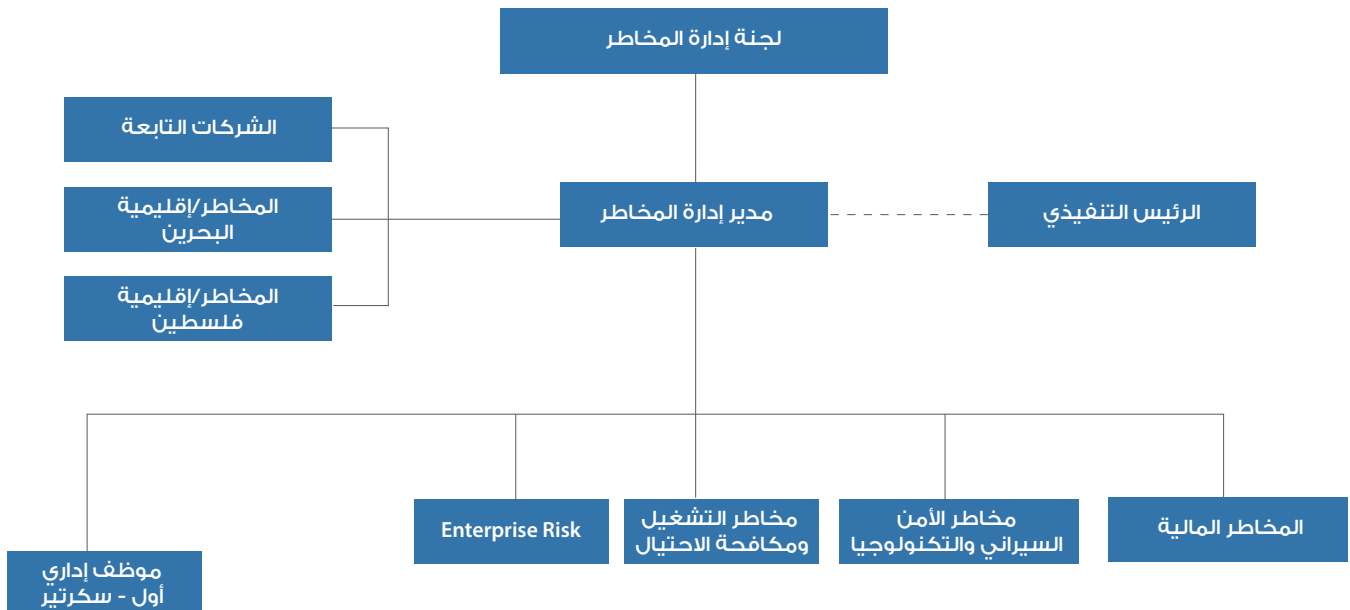 لجنة إدارة المخاطر
الشركات التابعة
المخاطر/إقليمية
البحرين
المخاطر/إقليمية
فلسطين
مدير إدارة المخاطر
الرئيس التنفيذي
المخاطر المالية
مخاطر الأمن
السيراني والتكنولوجيا
مخاطر التشغيل
ومكافحة الاحتيال
Enterprise Risk
موظف إداري
أول - سكرتير